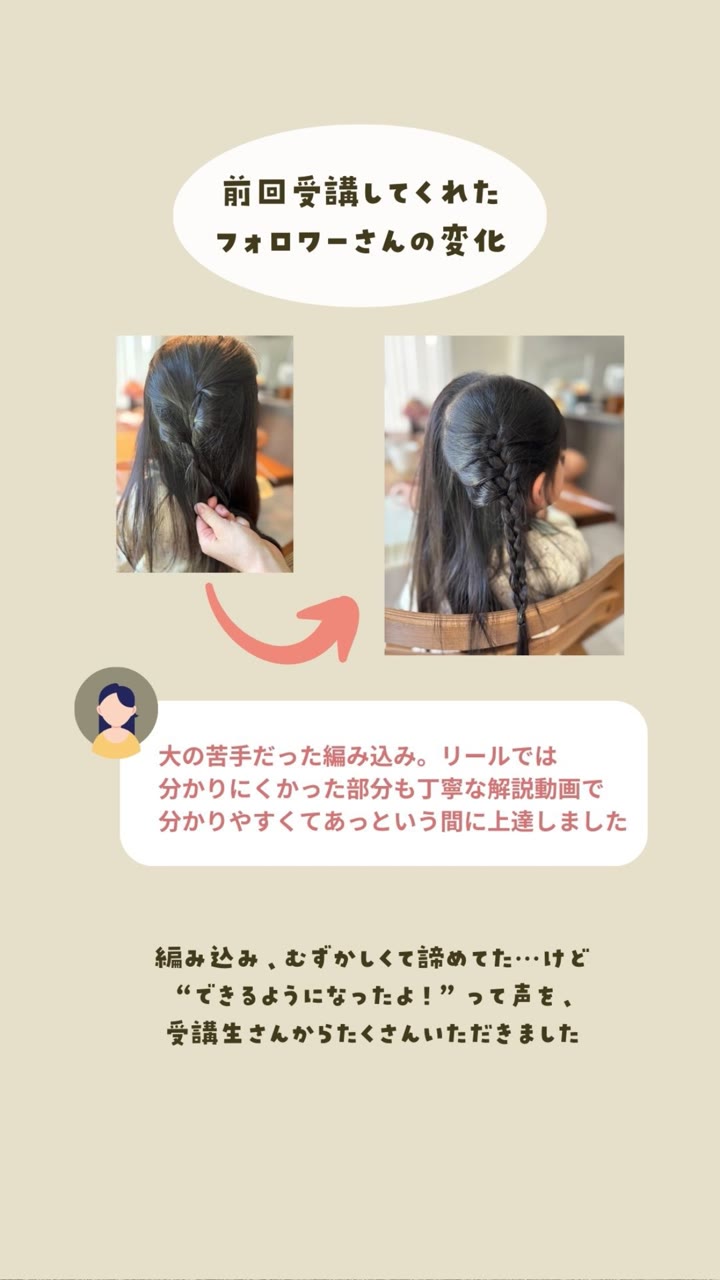 前回受講してくれた
フォロワーさんの変化
大の苦手だった編み込み。リールでは
分かりにくかった部分も丁寧な解説動画で
分かりやすくてあっという間に上達しました
編み込み、むずかしくて諦めてた…けど
“できるようになったよ！”って声を、
受講生さんからたくさんいただきました